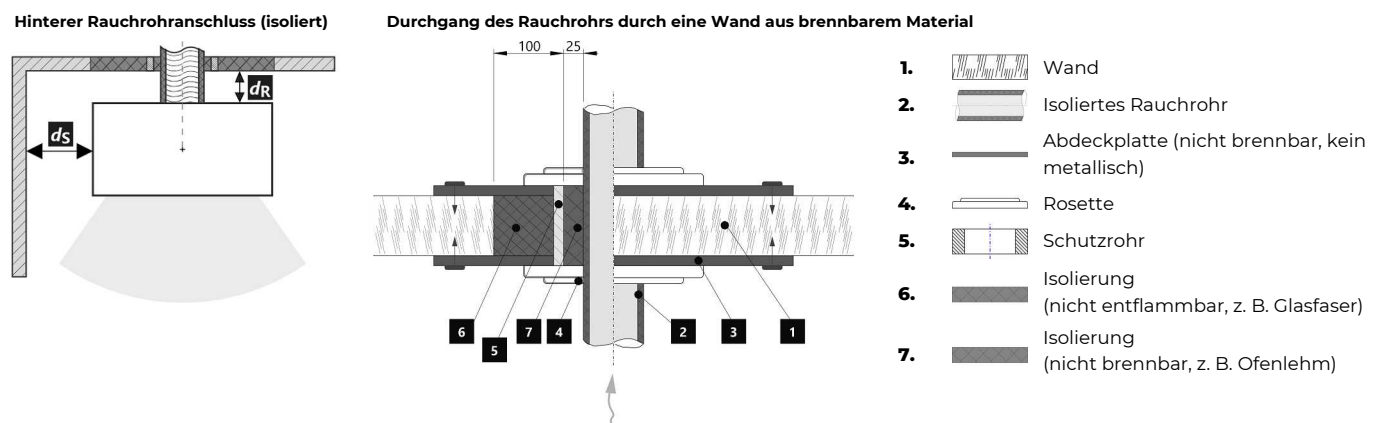 Hinterer Rauchrohranschluss (isoliert)
dR
dS
Durchgang des Rauchrohrs durch eine Wand aus brennbarem Material
100
25
6
5
7
4
2
3
1
1. Wand
2. Isoliertes Rauchrohr
3. Abdeckplatte (nicht brennbar, kein
metallisch)
4. Rosette
5. Schutzrohr
6. Isolierung
(nicht entflammbar, z. B. Glasfaser)
7. Isolierung
(nicht brennbar, z. B. Ofenlehm)